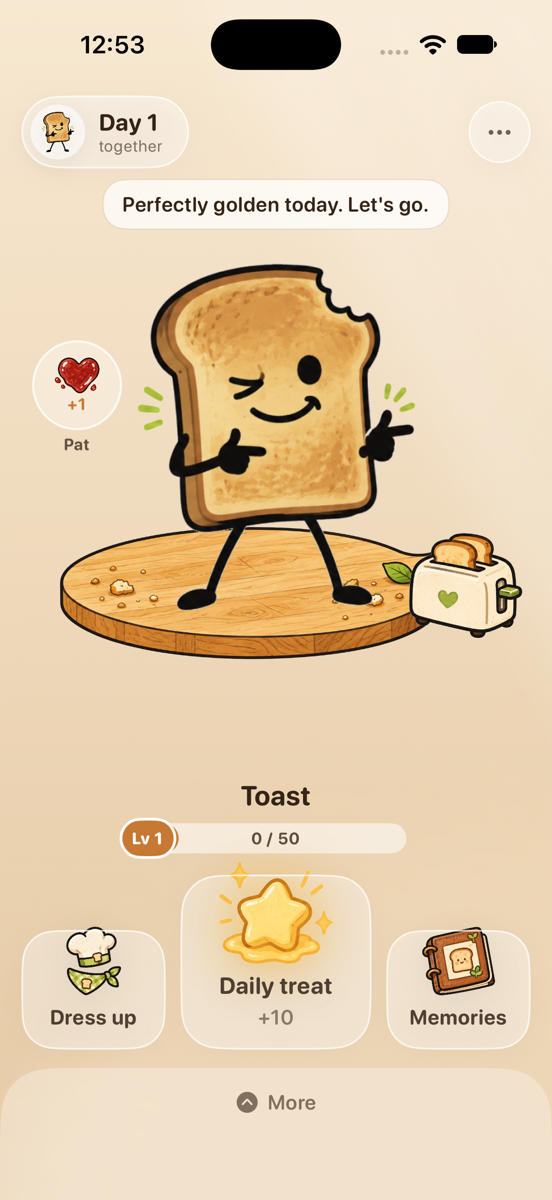 12:53
Day 1
together
Perfectly golden today. Let's go.
+1
Pat
Toast
Lv 1
0 / 50
Daily treat
+10
Dress up
Memories
More